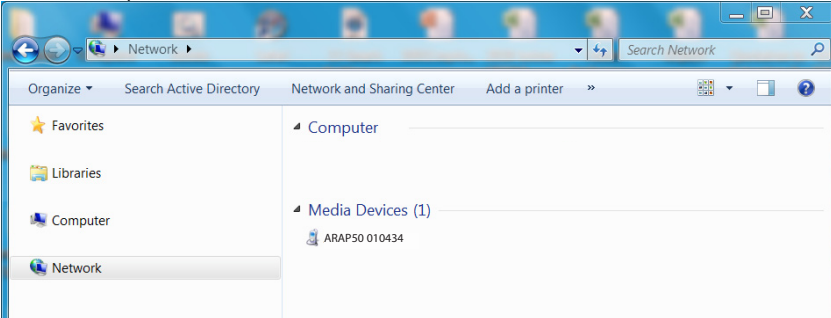 Network
Search Network
Organize Search Active Directory Network and Sharing Center Add a printer »
Favorites
Libraries
Computer
Network
Computer
Media Devices (1)
ARAP50 010434